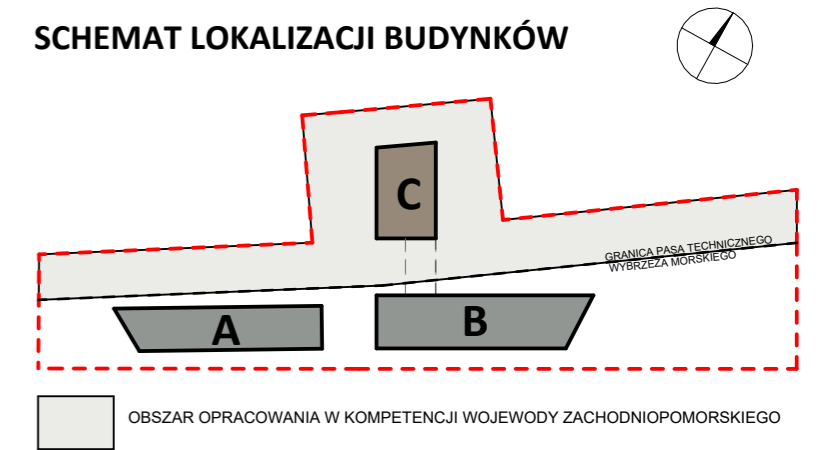 SCHEMAT LOKALIZACJI BUDYNKÓW
C
GRANICA PASA TECHNICZNEGO
WYBRZEŻA MORSKIEGO
A
B
OBSZAR OPRACOWANIA W KOMPETENCJI WOJEWODY ZACHODNIOPOMORSKIEGO